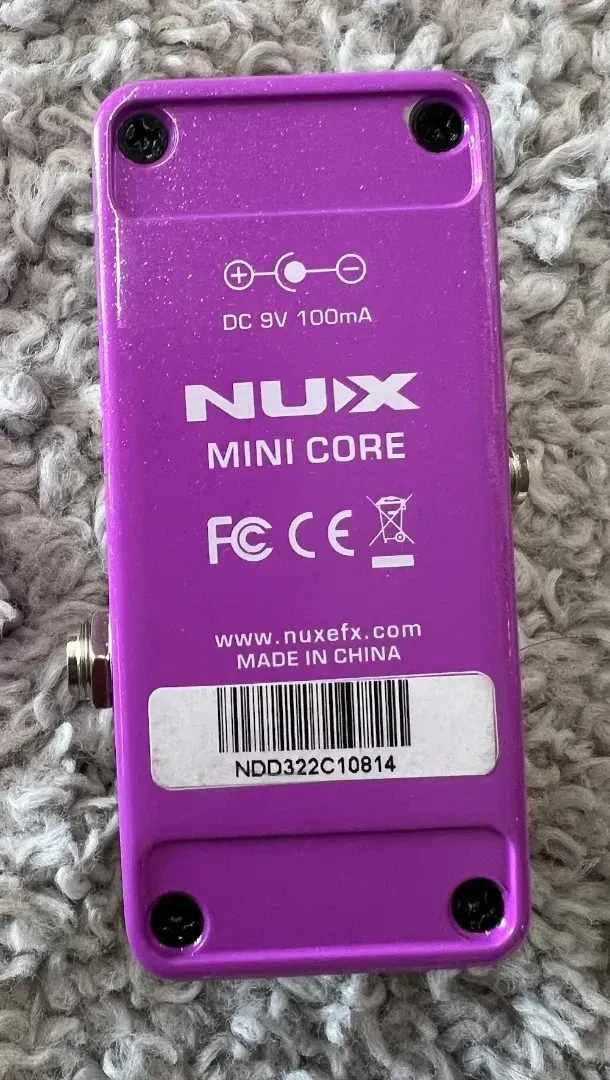 DC 9V 100mA
NUX
MINI CORE
FC CE
www.nuxefx.com
MADE IN CHINA
NDD322C10814